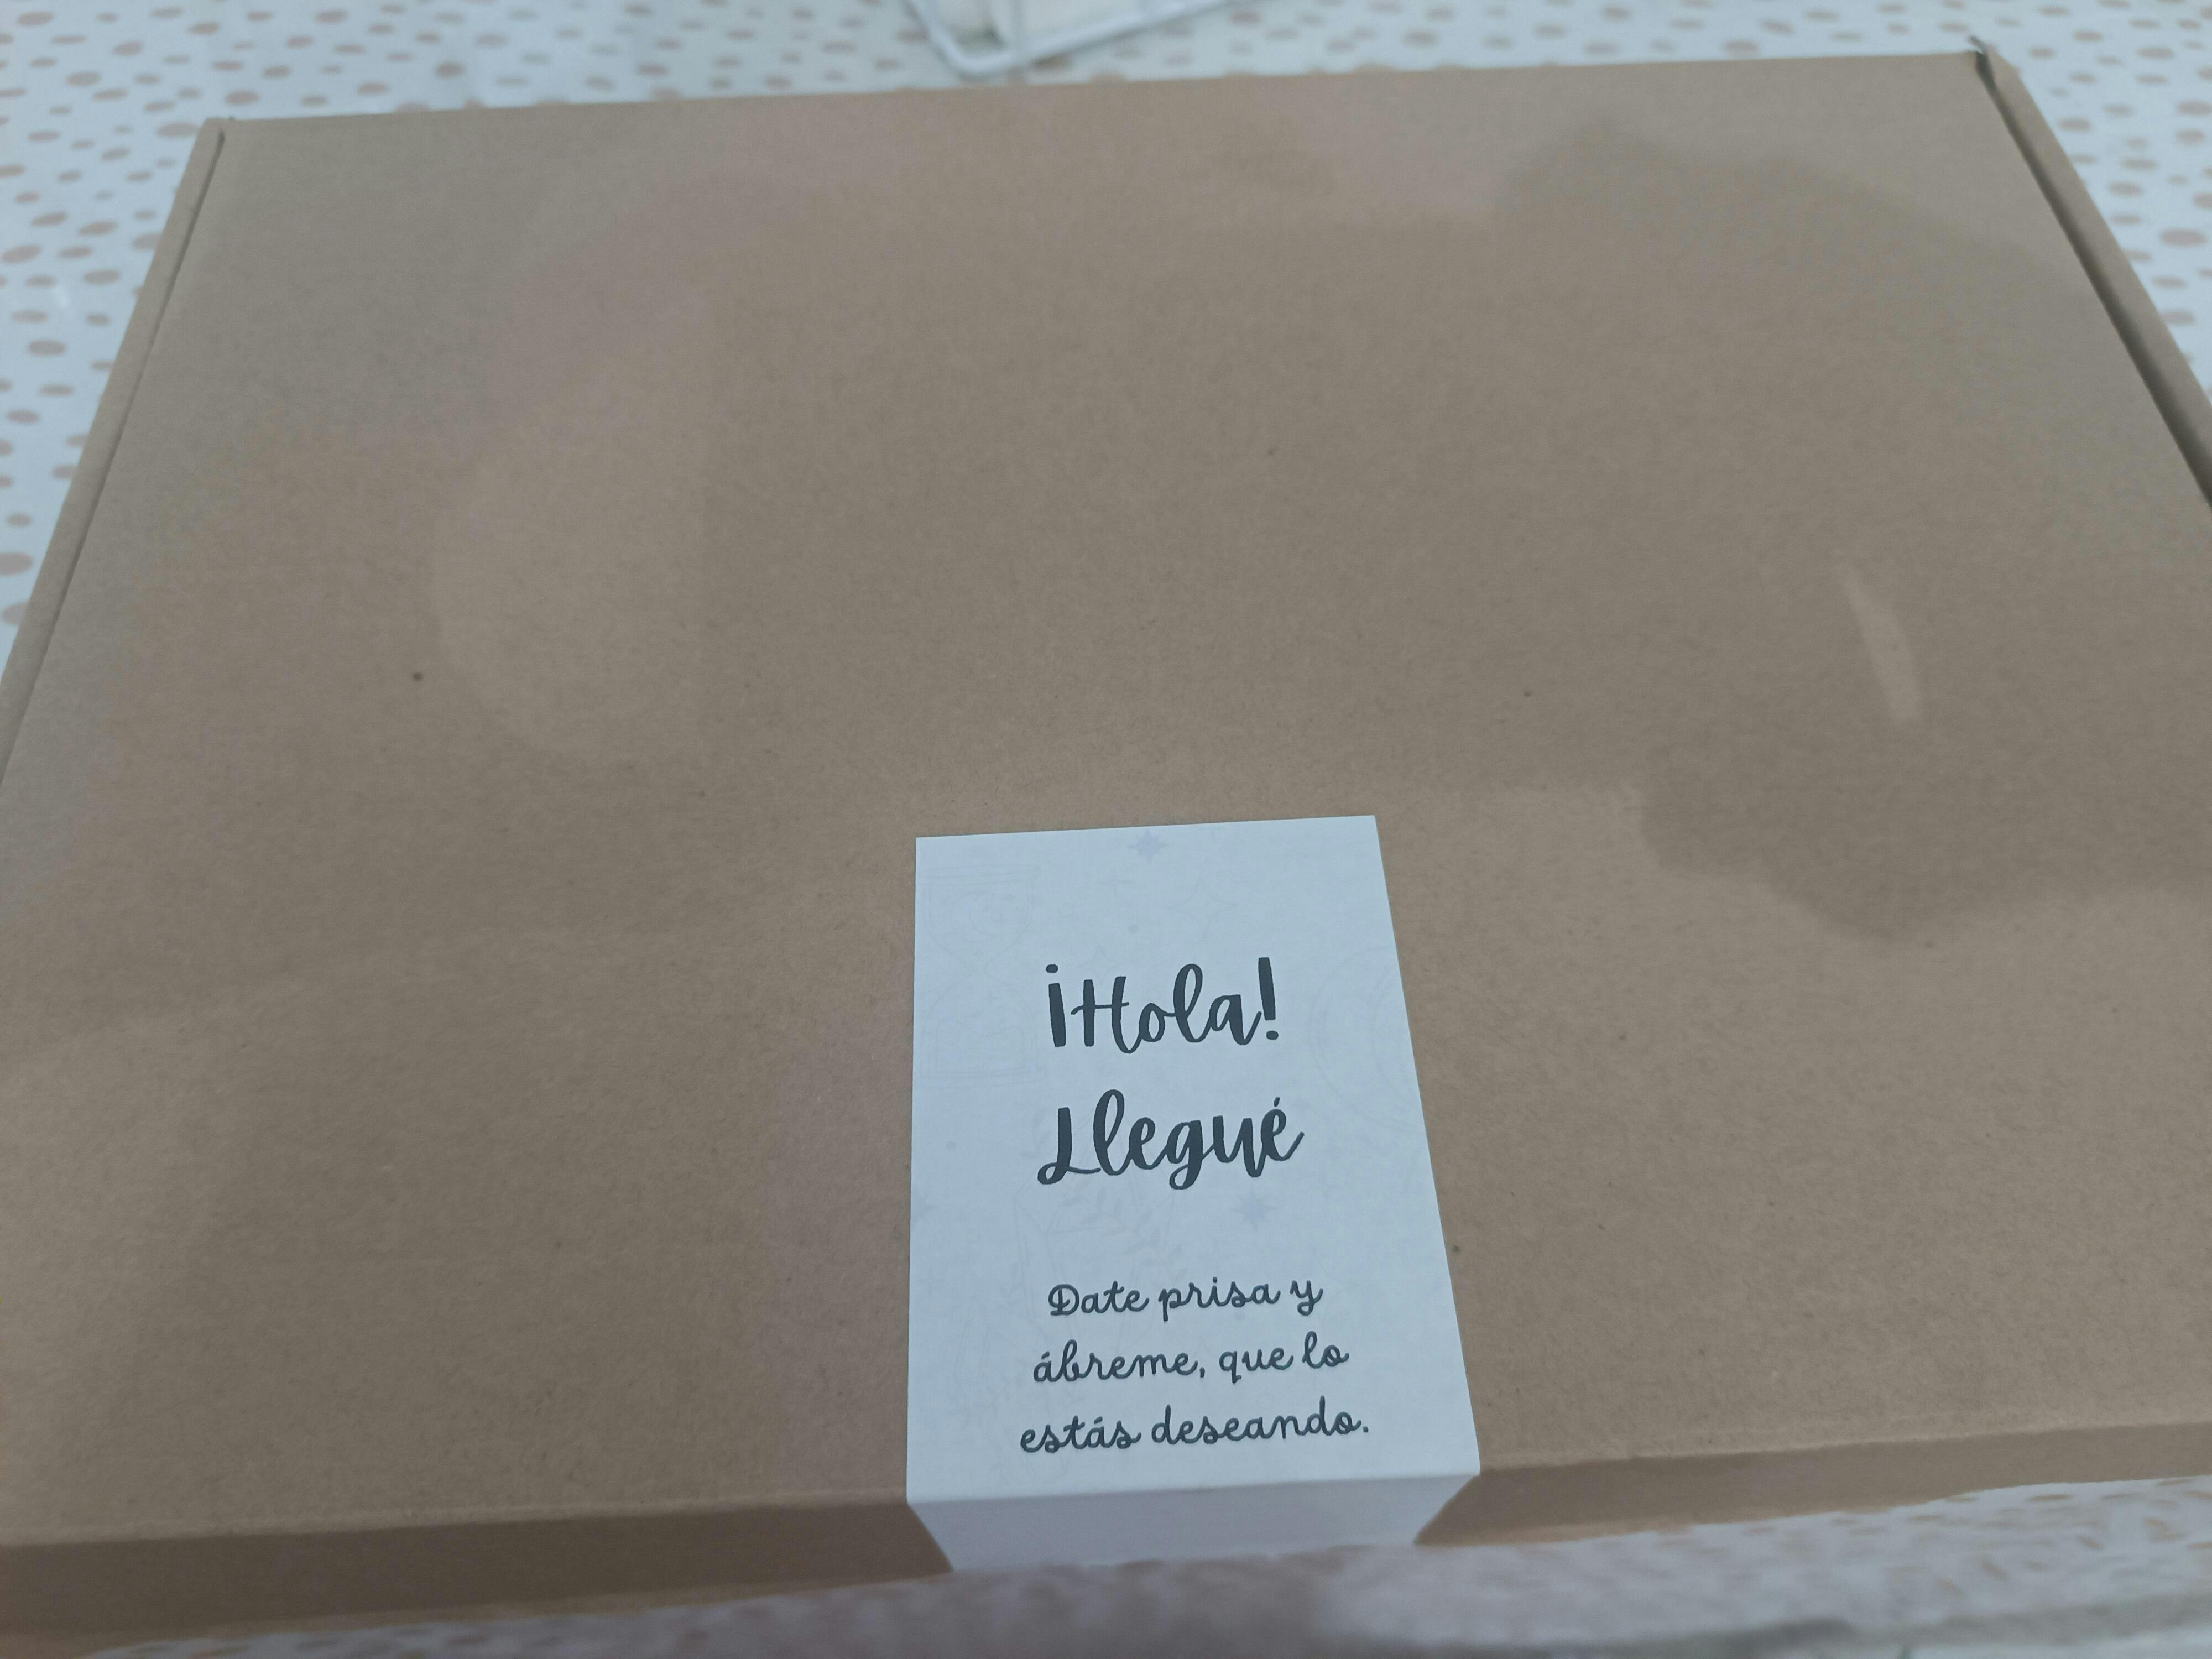 ¡Hola!
Llegué
Date prisa y
ábreme, que lo
estás deseando.